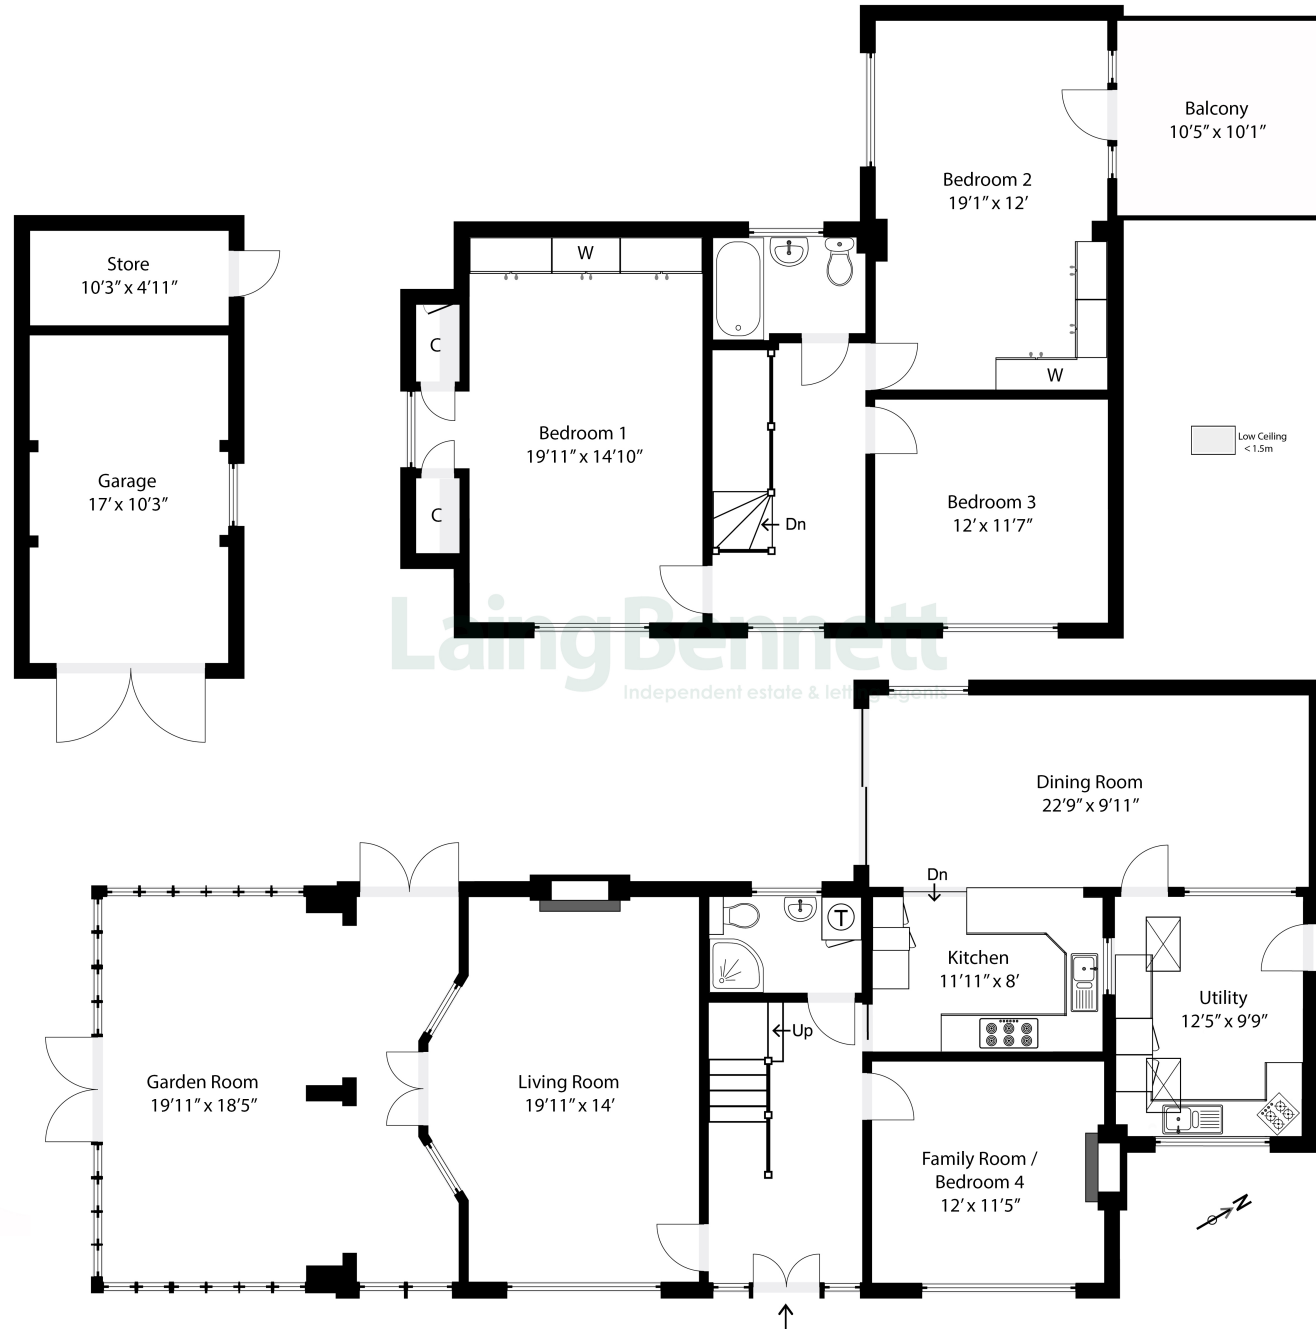 Balcony
10'5" x 10'1"
Bedroom 2
19'1" x 12'
W
Store
10'3" x 4'11"
W
C
Bedroom 1
19'11" x 14'10"
C
Dn
Bedroom 3
12' x 11'7"
Low Ceiling
< 1.5m
Garage
17' x 10'3"
LaingBennett
Independent estate & letting agents
Dining Room
22'9" x 9'11"
Dn
T
Kitchen
11'11" x 8'
Utility
12'5" x 9'9"
Up
Garden Room
19'11" x 18'5"
Living Room
19'11" x 14'
Family Room /
Bedroom 4
12' x 11'5"
N